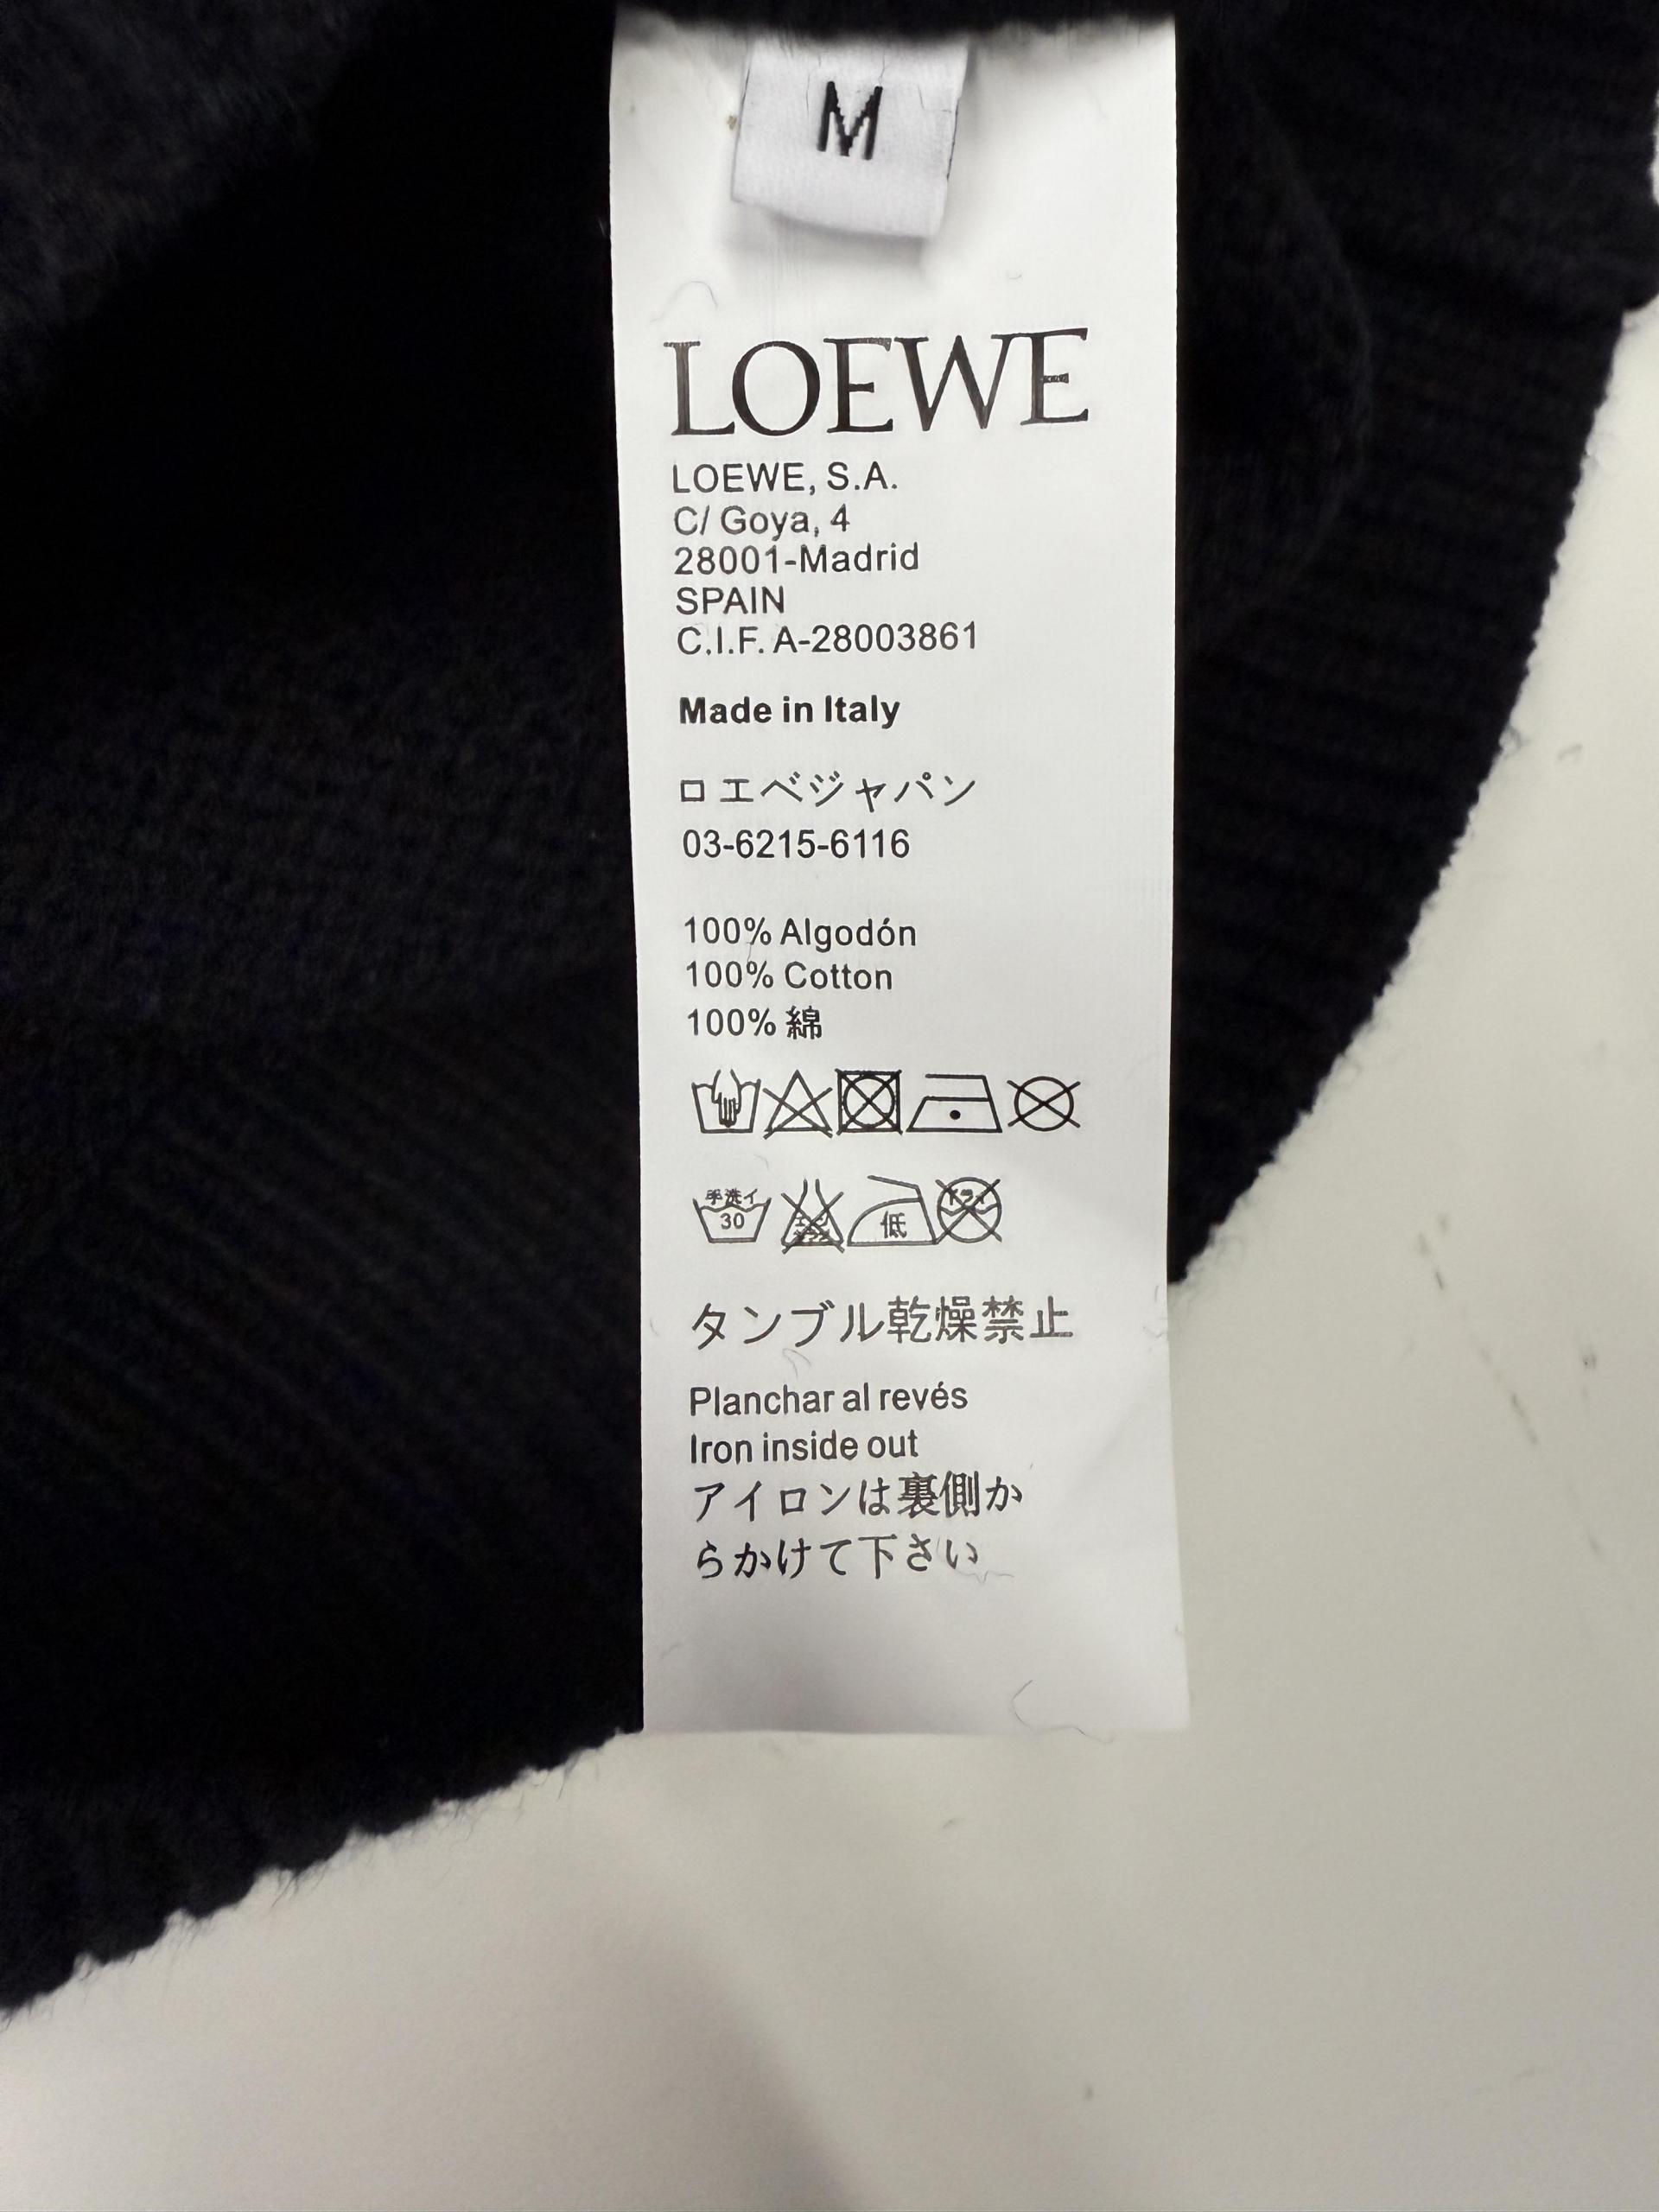 M
LOEWE
LOEWE, S.A.
C/ Goya, 4
28001-Madrid
SPAIN
C.I.F. A-28003861
Made in Italy
ロエベジャパン
03-6215-6116
100% Algodón
100% Cotton
100% 綿
手洗イ
30
低
タンブル乾燥禁止
Planchar al revés
Iron inside out
アイロンは裏側か
らかけて下さい